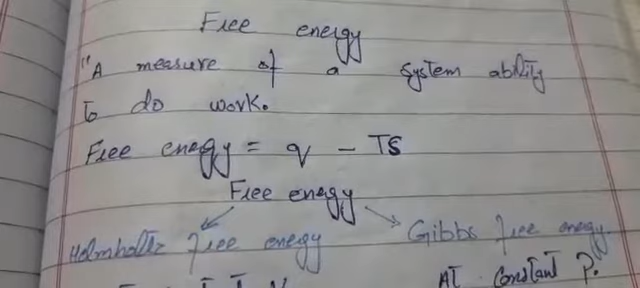 Free energy
"A measure of a system ability
to do work.
Free energy = q - TS
Free energy
Helmholtz free energy Gibbs free energy
At constant P.